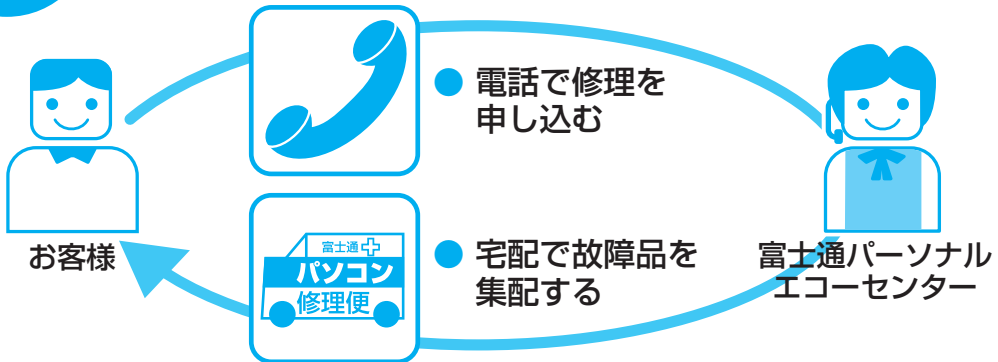 ● 電話で修理を
申し込む
お客様
富士通
パソコン
修理便
● 宅配で故障品を
集配する
富士通パーソナル
エコーセンター